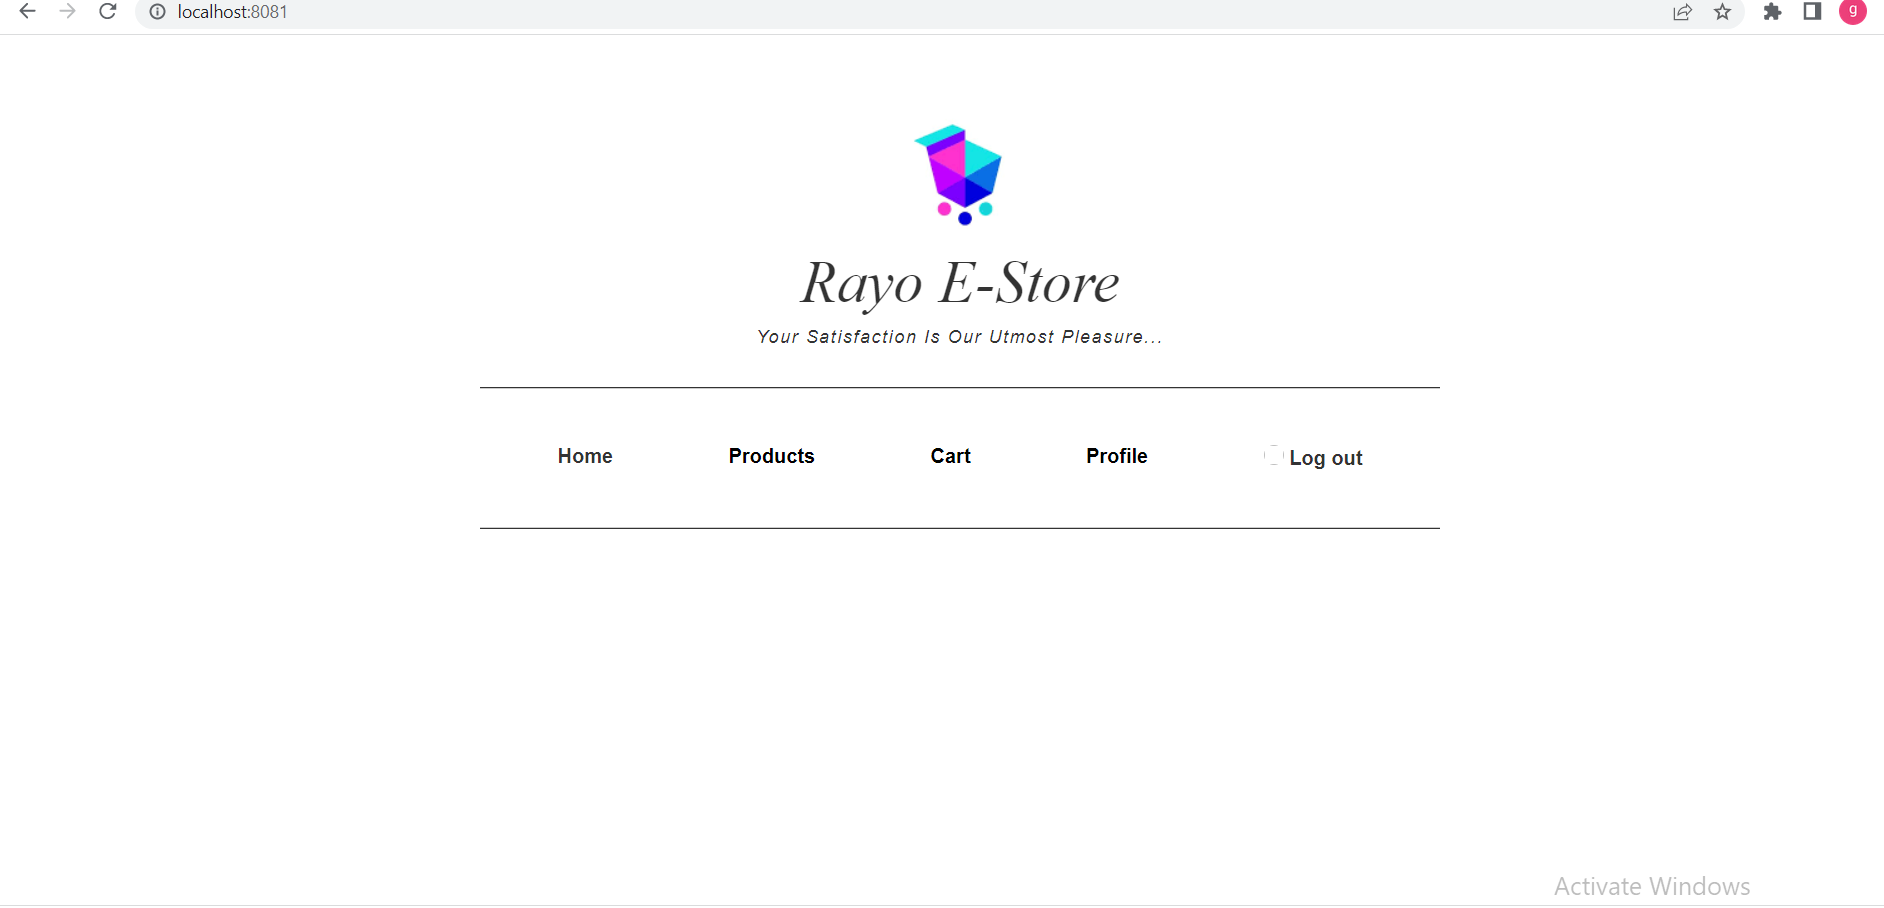 localhost:8081
g
Rayo E-Store
Your Satisfaction Is Our Utmost Pleasure...
Home Products Cart Profile Log out
Activate Windows